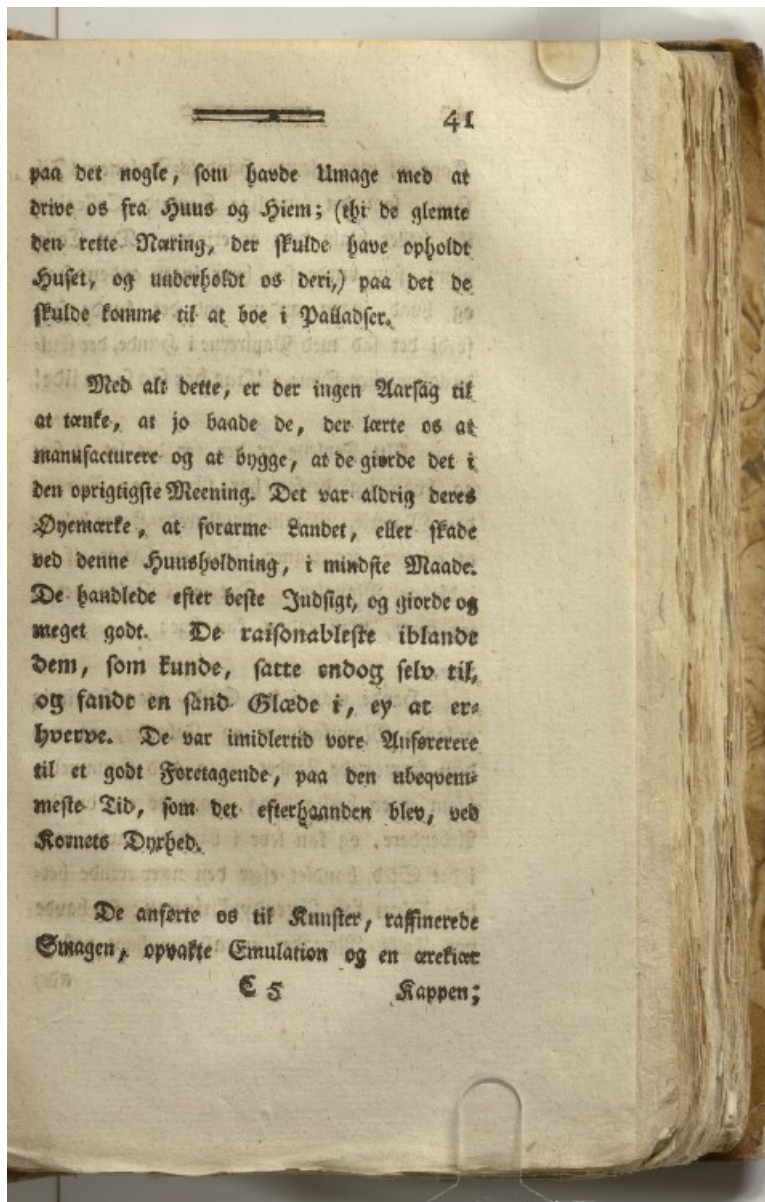 41
paa det nogle, som havde Umage med at
drive os fra Huus og Hiem; (thi de glemte
den rette Næring, der skulde have opholdt
Huset, og underholdt os deri,) paa det de
skulde komme til at boe i Palladser.
Med alt dette, er der ingen Aarsag til
at tænke, at jo baade de, der lærte os at
manufacturere og at bygge, at de giorde det i
den oprigtigste Meening. Det var aldrig deres
Øyemærke, at forarme Landet, eller skade
ved denne Huusholdning, i mindste Maade.
De handlede efter beste Indsigt, og giorde og
meget godt. De raisonableste iblandt
dem, som kunde, satte endog selv til,
og fandt en sand Glæde i, ey at er-
hverve. De var imidlertid vore Anførerere
til et godt Foretagende, paa den ubeqvem-
meste Tid, som det efterhaanden blev, ved
Kornets Dyrhed.
De anførte os til Kunster, raffinerede
Smagen, opvakte Emulation og en ærekiær
C 5 Kappen;